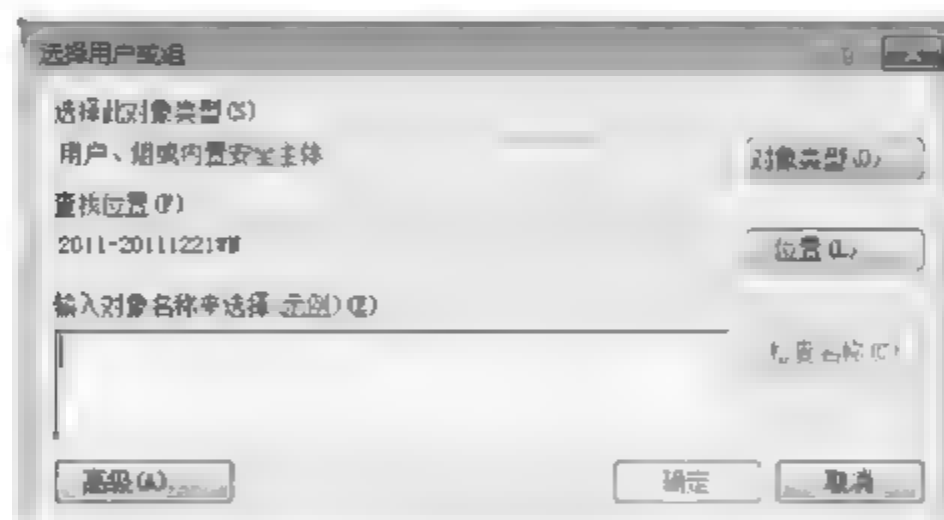 选择用户或组
选择此对象类型(S)
用户、组或内置安全主体
对象类型(O)
查找位置(F)
2011-20111221
位置(L)
输入对象名称来选择 示例)(E)
检查名称(C)
高级(A)
确定
取消